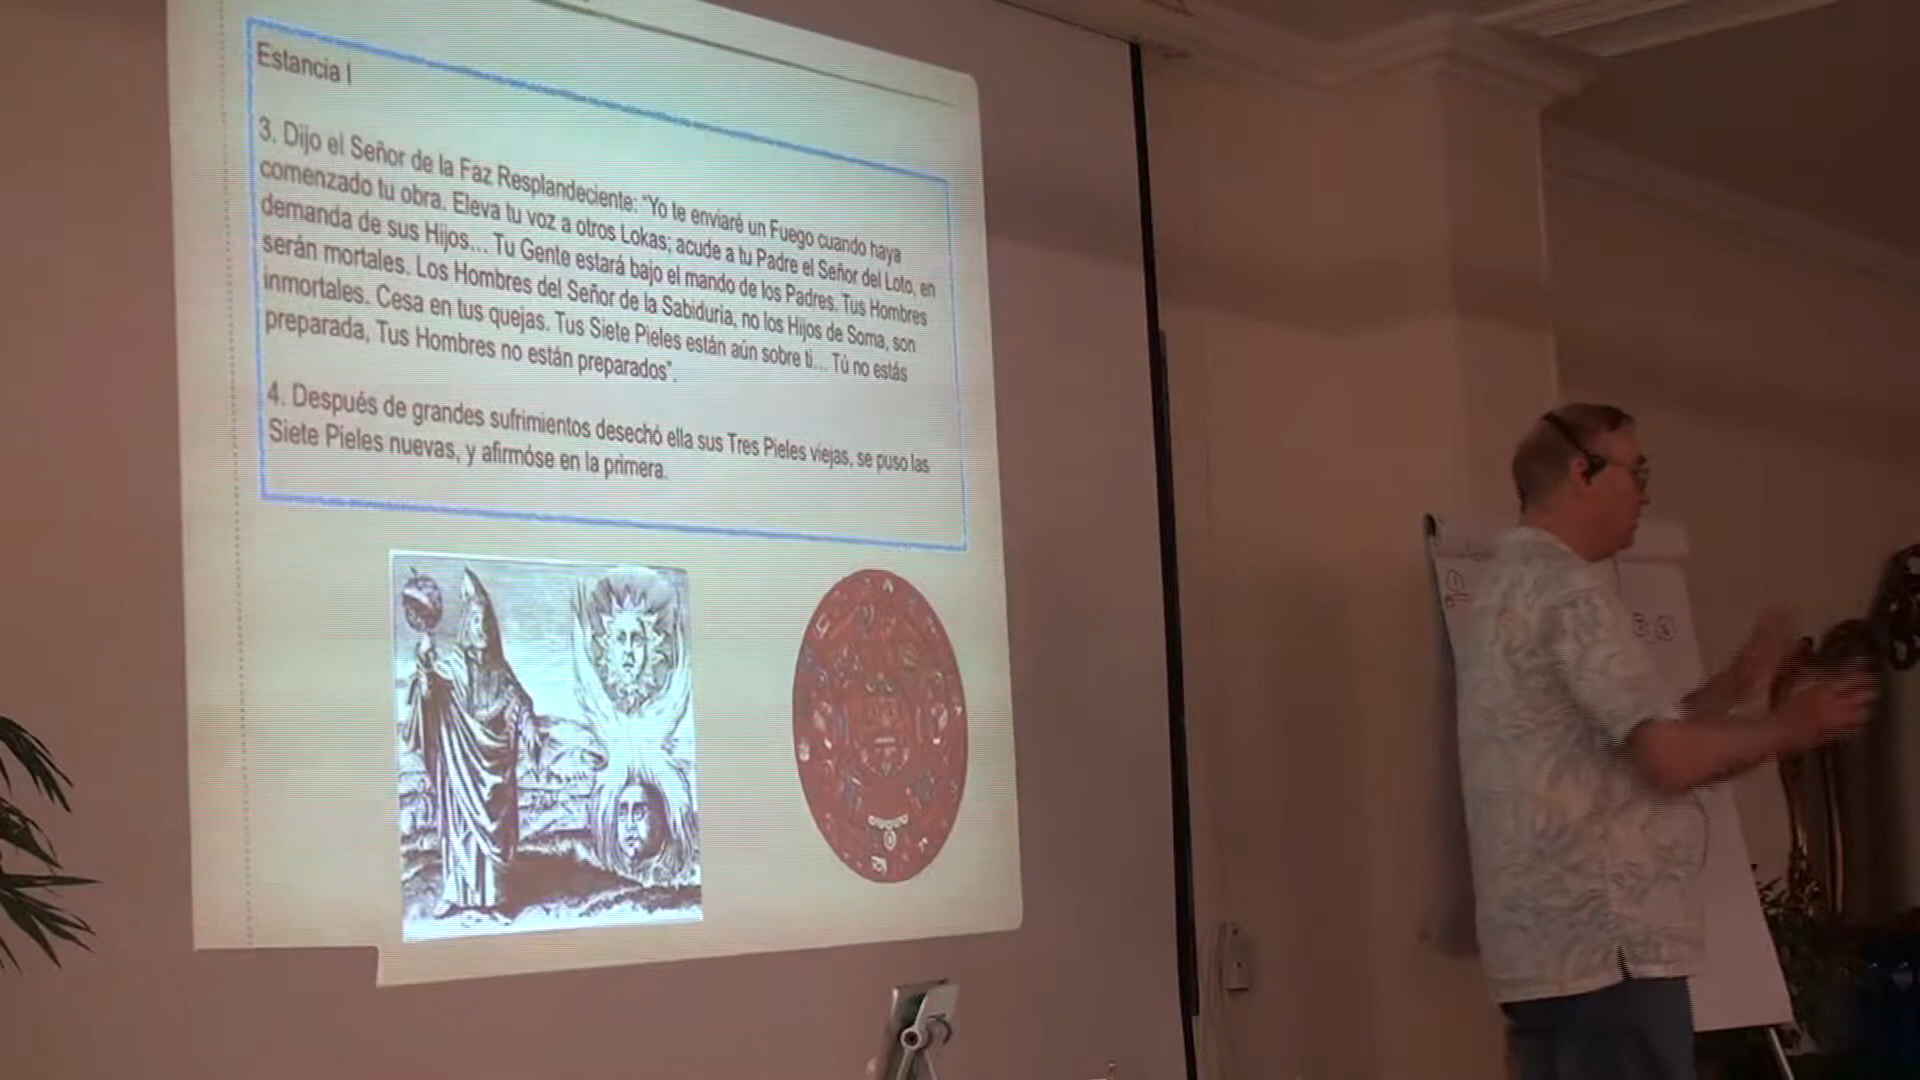 Estancia I
3. Dijo el Señor de la Faz Resplandeciente: "Yo te enviaré un Fuego cuando haya
comenzado tu obra. Eleva tu voz a otros Lokas; acude a tu Padre el Señor del Loto, en
demanda de sus Hijos... Tu Gente estará bajo el mando de los Padres. Tus Hombres
serán mortales. Los Hombres del Señor de la Sabiduria, no los Hijos de Soma, son
inmortales. Cesa en tus quejas. Tus Siete Pieles están aún sobre ti... Tú no estás
preparada, Tus Hombres no están preparados".
4. Después de grandes sufrimientos desechó ella sus Tres Pieles viejas, se puso las
Siete Pieles nuevas, y afirmóse en la primera.